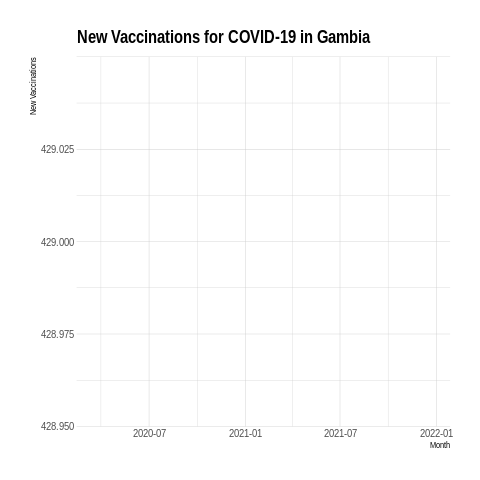 New Vaccinations for COVID-19 in Gambia
New Vaccinations
429.025
429.000
428.975
428.950
2020-07 2021-01 2021-07 2022-01
Month